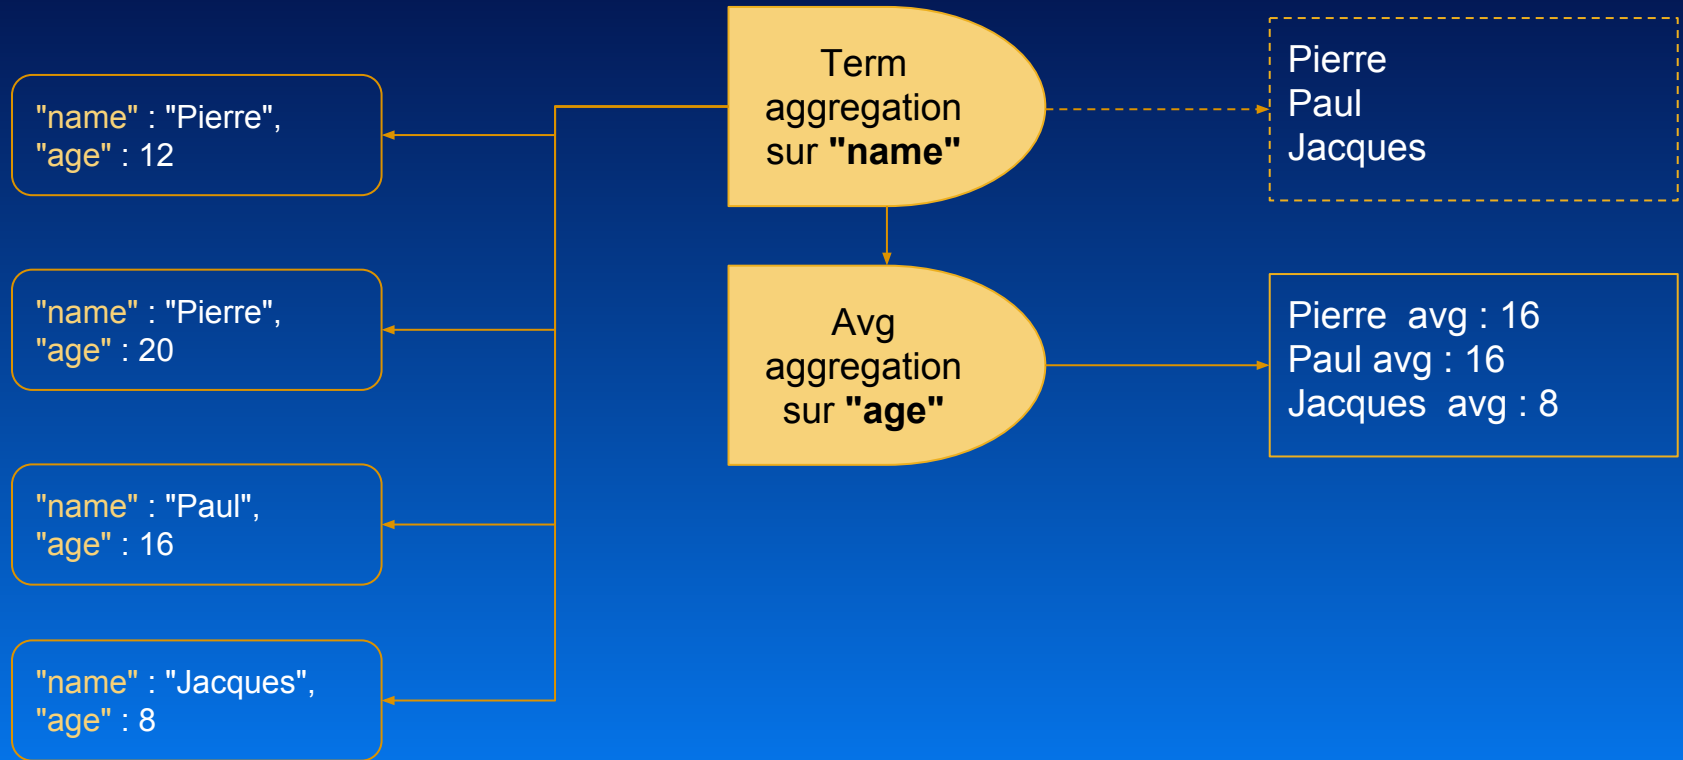 "name" : "Pierre",
"age" : 12
"name" : "Pierre",
"age" : 20
"name" : "Paul",
"age" : 16
"name" : "Jacques",
"age" : 8
Term
aggregation
sur "name"
Avg
aggregation
sur "age"
Pierre
Paul
Jacques
Pierre  avg : 16
Paul avg : 16
Jacques  avg : 8